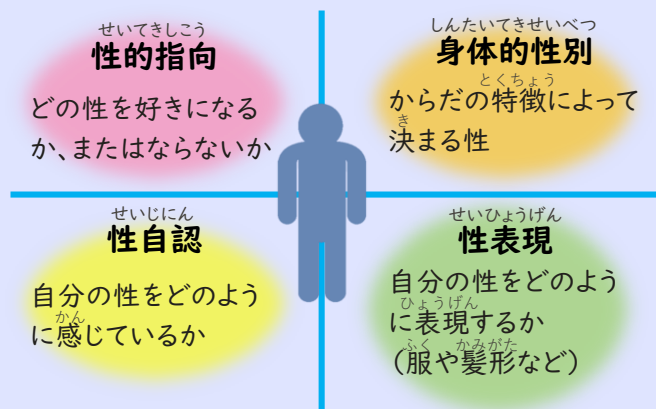 せいてきしこう
性的指向
どの性を好きになる
か、またはならないか
しんたいてきせいべつ
身体的性別
とくちょう
からだの特徴によって
き
決まる性
せいじにん
性自認
自分の性をどのよう
かん
に感じているか
せいひょうげん
性表現
自分の性をどのよう
ひょうげん
に表現するか
ふく かみがた
(服や髪形など)